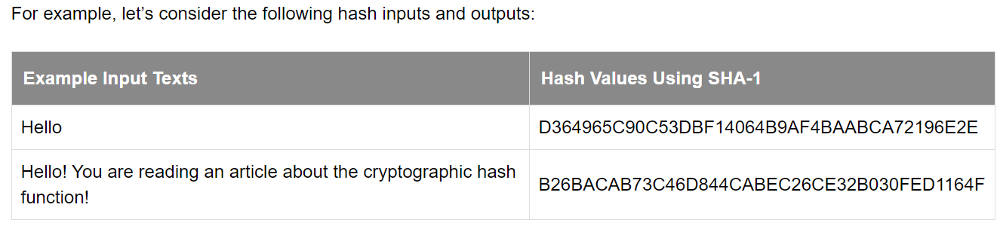 For example, let’s consider the following hash inputs and outputs:
Example Input Texts
Hash Values Using SHA-1
Hello
D364965C90C53DBF14064B9AF4BAABCA72196E2E
Hello! You are reading an article about the cryptographic hash
function!
B26BACAB73C46D844CABEC26CE32B030FED1164F